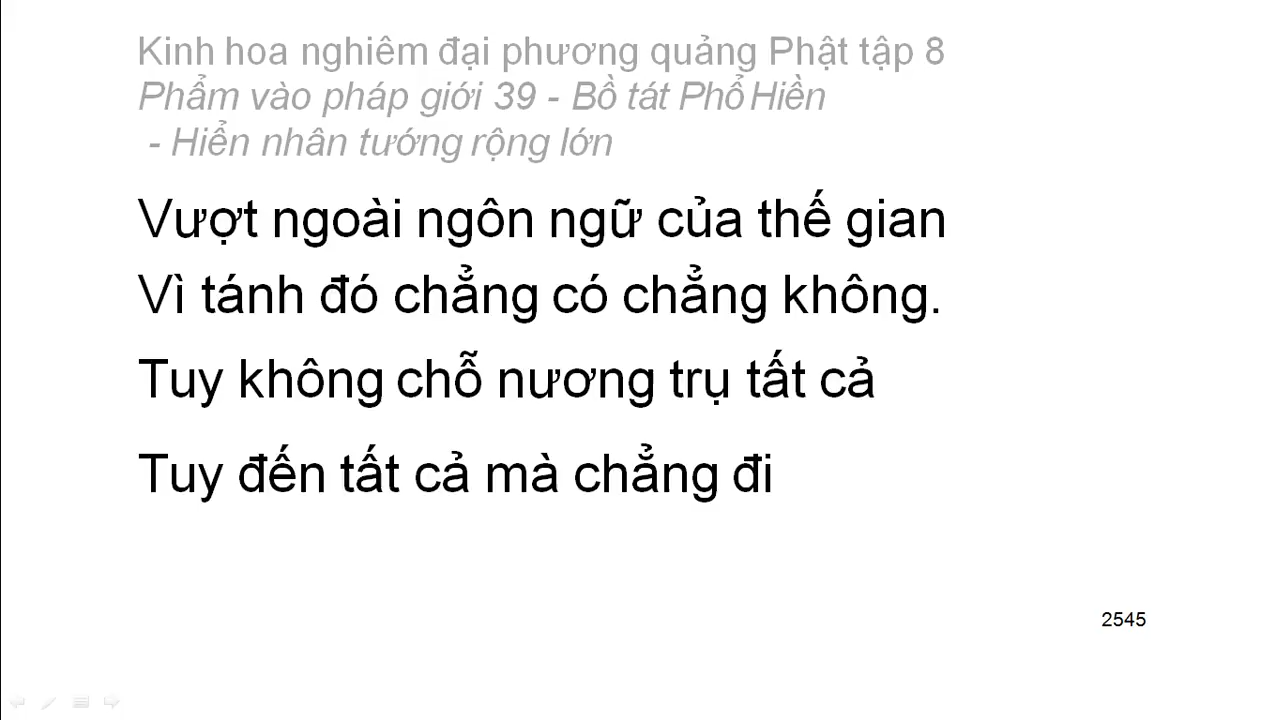 Kinh hoa nghiêm đại phương quảng Phật tập 8
Phẩm vào pháp giới 39 - Bồ tát Phổ Hiền
- Hiển nhân tướng rộng lớn
Vượt ngoài ngôn ngữ của thế gian
Vì tánh đó chẳng có chẳng không.
Tuy không chỗ nương trụ tất cả
Tuy đến tất cả mà chẳng đi
2545